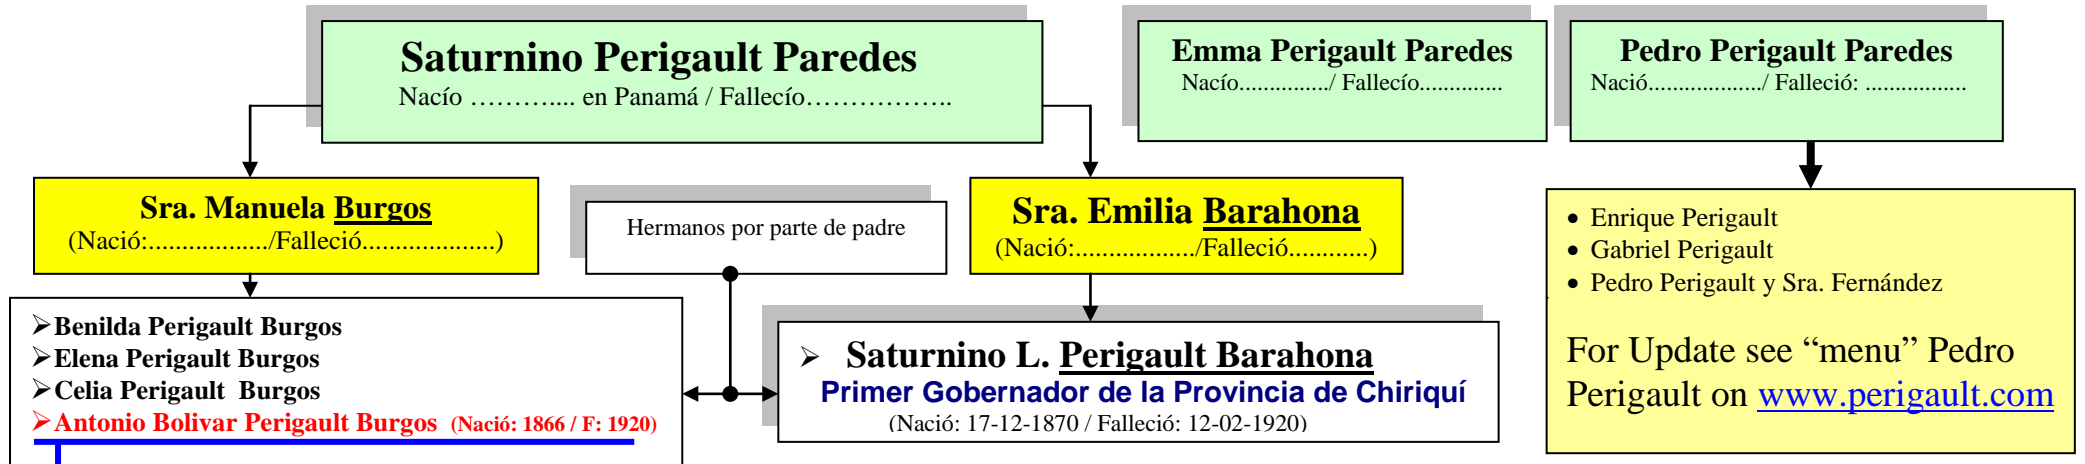 Saturnino Perigault Paredes
Nacío ……….... en Panamá / Fallecío……………..
Emma Perigault Paredes
Nacío.............../ Fallecío..............
Pedro Perigault Paredes
Nació.................../ Falleció: .................
Sra. Manuela Burgos
(Nació:.................../Falleció.....................)
Hermanos por parte de padre
Sra. Emilia Barahona
(Nació:.................../Falleció.............)
• Enrique Perigault
• Gabriel Perigault
• Pedro Perigault y Sra. Fernández
For Update see “menu” Pedro
Perigault on www.perigault.com
➢Benilda Perigault Burgos
➢Elena Perigault Burgos
➢Celia Perigault Burgos
➢Antonio Bolivar Perigault Burgos (Nació: 1866 / F: 1920)
➢ Saturnino L. Perigault Barahona
Primer Gobernador de la Provincia de Chiriquí
(Nació: 17-12-1870 / Falleció: 12-02-1920)